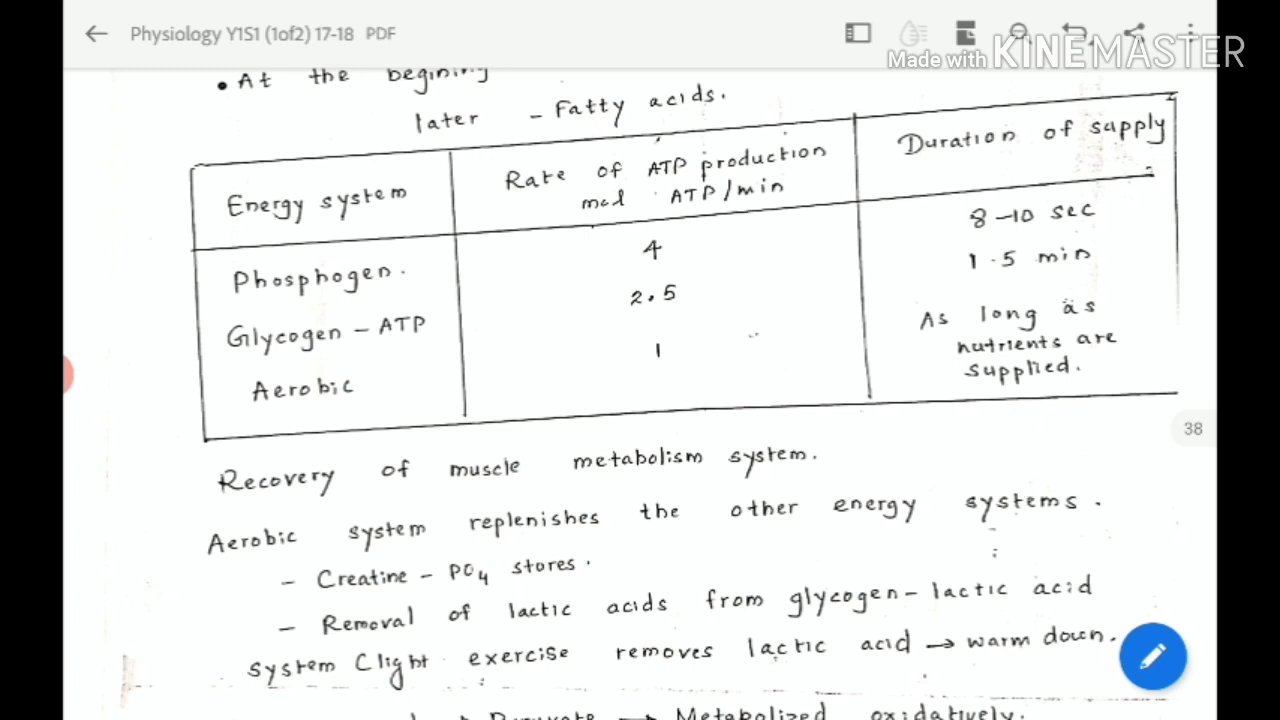 Physiology Y1S1 (1of2) 17-18 PDF
Made with KINEMASTER
• At the begining
later - Fatty acids.
Energy system
Rate of ATP production
mol ATP/min
Duration of supply
Phosphogen.
4
8-10 sec
Glycogen - ATP
2.5
1.5 min
Aerobic
1
As long as
nutrients are
supplied.
38
Recovery of muscle metabolism system.
Aerobic system replenishes the other energy systems.
- Creatine - PO4 stores.
- Removal of lactic acids from glycogen - lactic acid
system (light exercise removes lactic acid → warm down.
→ Pyruvate → Metabolized oxidatively.